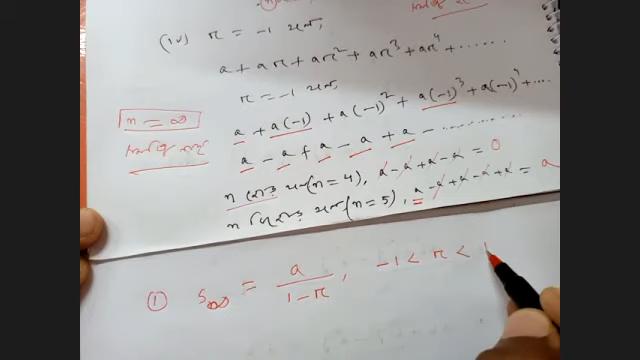 (iv) r = -1 হলে,
a + ar + ar² + ar³ + ar⁴ + ......
r = -1 হলে,
n = ∞
a + a(-1) + a(-1)² + a(-1)³ + a(-1)⁴ + ....
a - a + a - a + a - ............
n জোড় হলে (n=4), a - a + a - a = 0
n বিজোড় হলে (n=5), a - a + a - a + a = a
① S∞ = a/(1-r), -1 < r < 1